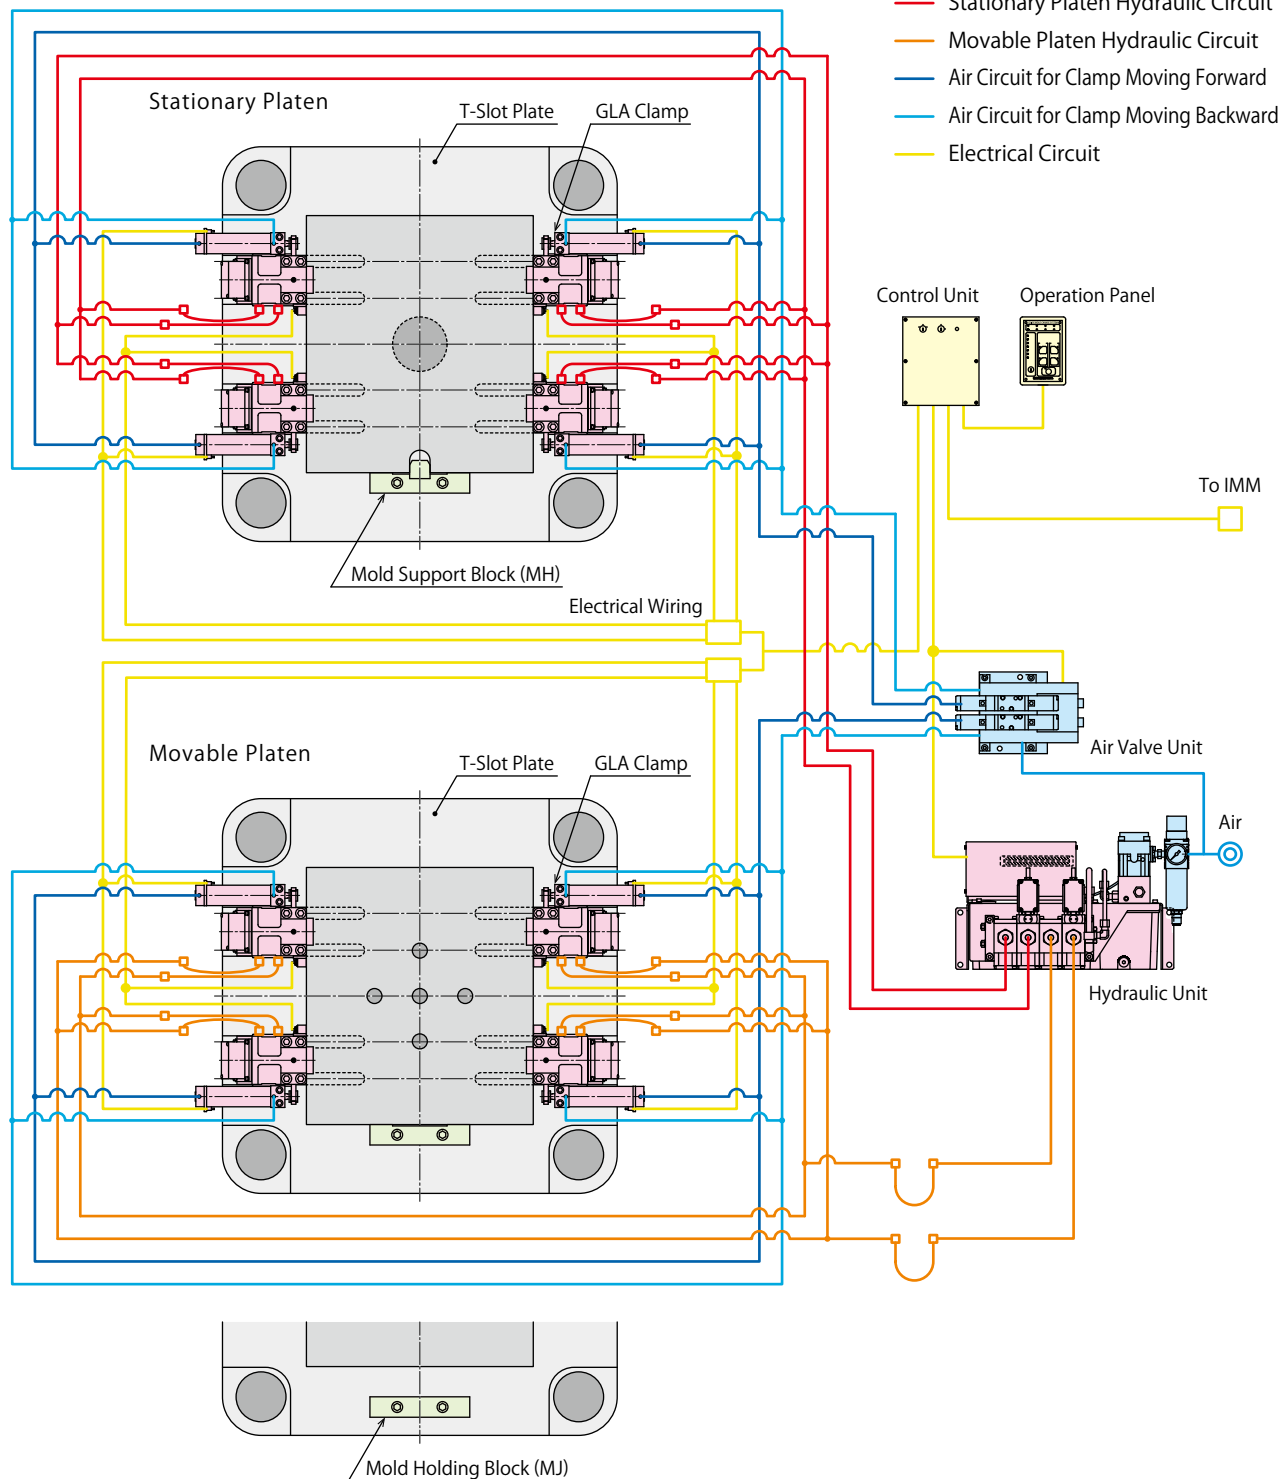 Stationary Platen Hydraulic Circuit
Movable Platen Hydraulic Circuit
Air Circuit for Clamp Moving Forward
Air Circuit for Clamp Moving Backward
Electrical Circuit
Stationary Platen
T-Slot Plate
GLA Clamp
Control Unit
Operation Panel
To IMM
Mold Support Block (MH)
Electrical Wiring
Air Valve Unit
Movable Platen
T-Slot Plate
GLA Clamp
Air
Hydraulic Unit
Mold Holding Block (MJ)